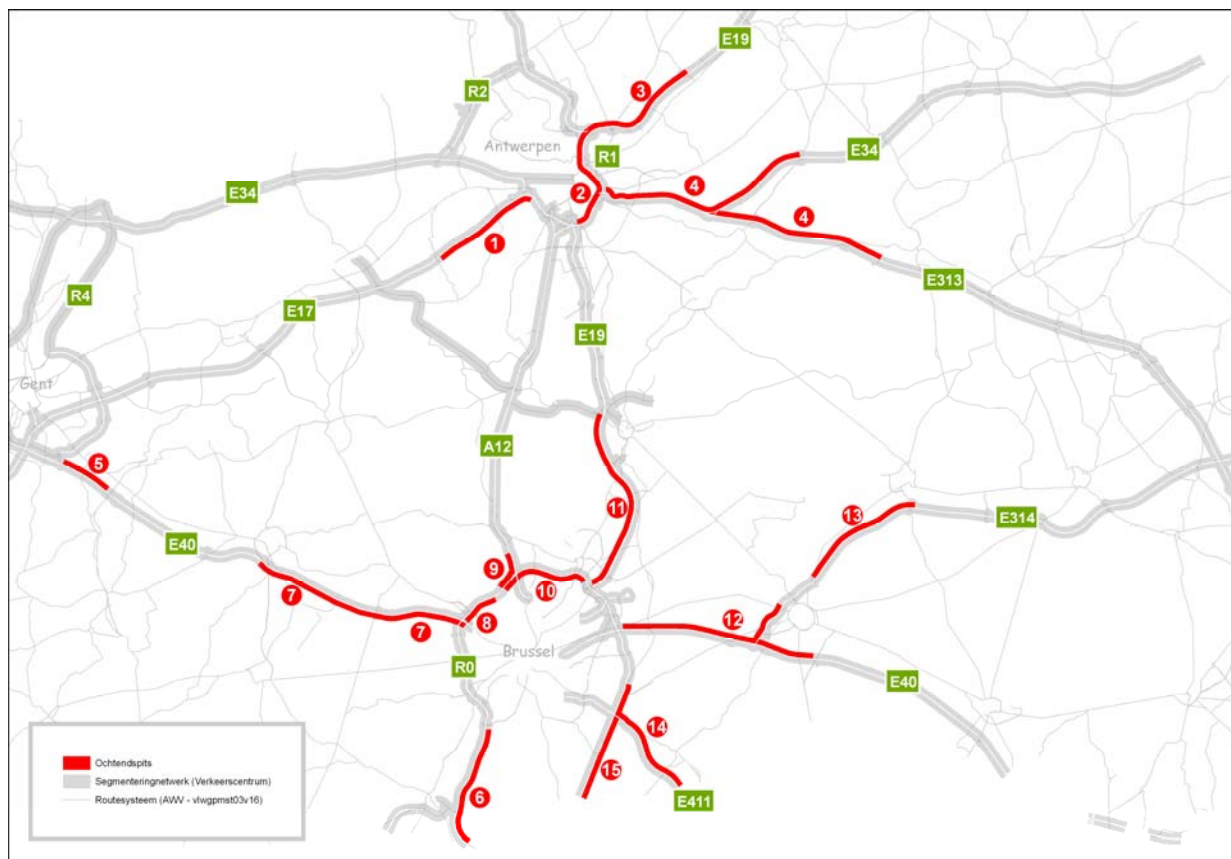 E19
3
R2
Antwerpen
R1
E34
4
E34
2
4
1
E313
R4
E17
E19
Gent
A12
5
11
13
E314
E40
9
10
7
7
8
12
Brussel
R0
E40
14
15
6
E411
Ochtendspits
Segmenteringnetwerk (Verkeerscentrum)
Routesysteem (AWV - vlwgpmst03v16)